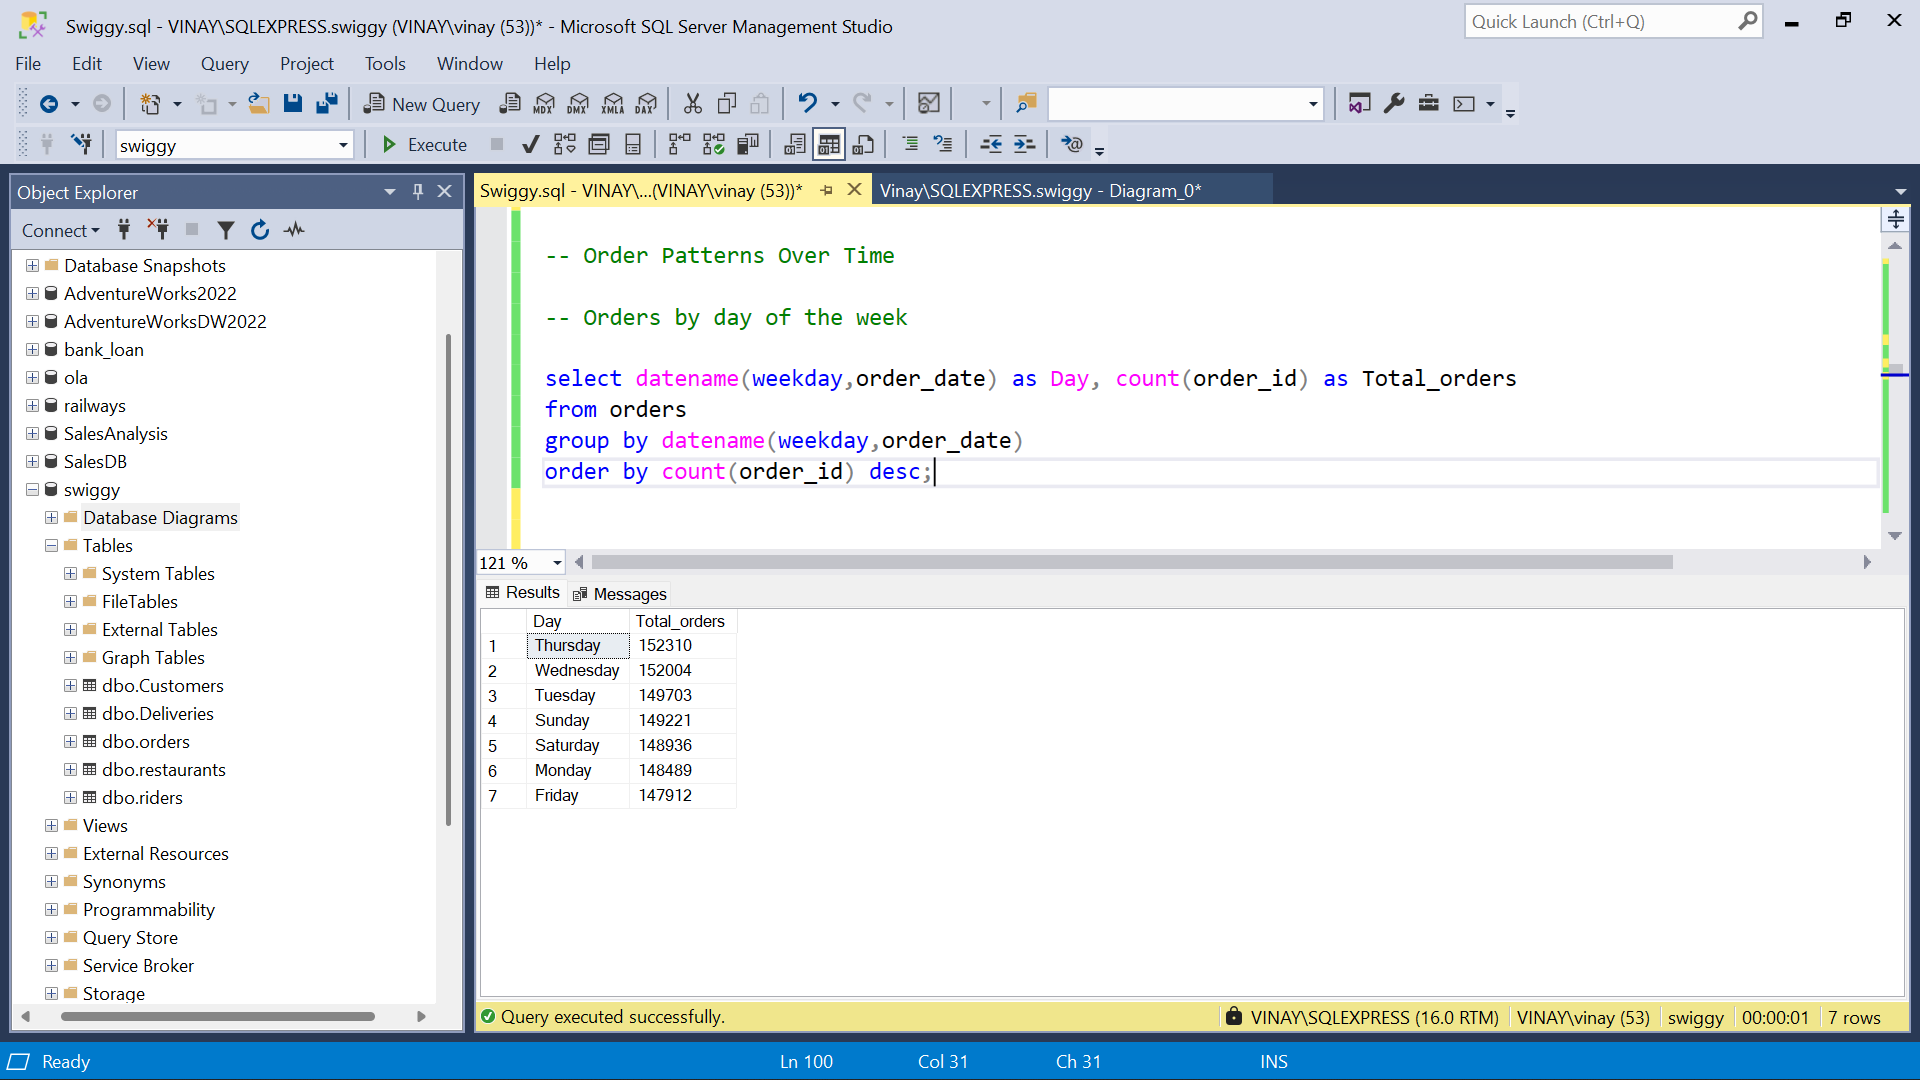 Swiggy.sql - VINAY\SQLEXPRESS.swiggy (VINAY\vinay (53))* - Microsoft SQL Server Management Studio
Quick Launch (Ctrl+Q)
File Edit View Query Project Tools Window Help
New Query MDX DMX XMLA DAX
swiggy
Execute
Object Explorer
Connect
Database Snapshots
AdventureWorks2022
AdventureWorksDW2022
bank_loan
ola
railways
SalesAnalysis
SalesDB
swiggy
Database Diagrams
Tables
System Tables
FileTables
External Tables
Graph Tables
dbo.Customers
dbo.Deliveries
dbo.orders
dbo.restaurants
dbo.riders
Views
External Resources
Synonyms
Programmability
Query Store
Service Broker
Storage
Swiggy.sql - VINAY\...(VINAY\vinay (53))*
Vinay\SQLEXPRESS.swiggy - Diagram_0*
-- Order Patterns Over Time
-- Orders by day of the week
select datename(weekday,order_date) as Day, count(order_id) as Total_orders
from orders
group by datename(weekday,order_date)
order by count(order_id) desc;
121 %
Results Messages
Day Total_orders
1 Thursday 152310
2 Wednesday 152004
3 Tuesday 149703
4 Sunday 149221
5 Saturday 148936
6 Monday 148489
7 Friday 147912
Query executed successfully.
VINAY\SQLEXPRESS (16.0 RTM) VINAY\vinay (53) swiggy 00:00:01 7 rows
Ready Ln 100 Col 31 Ch 31 INS